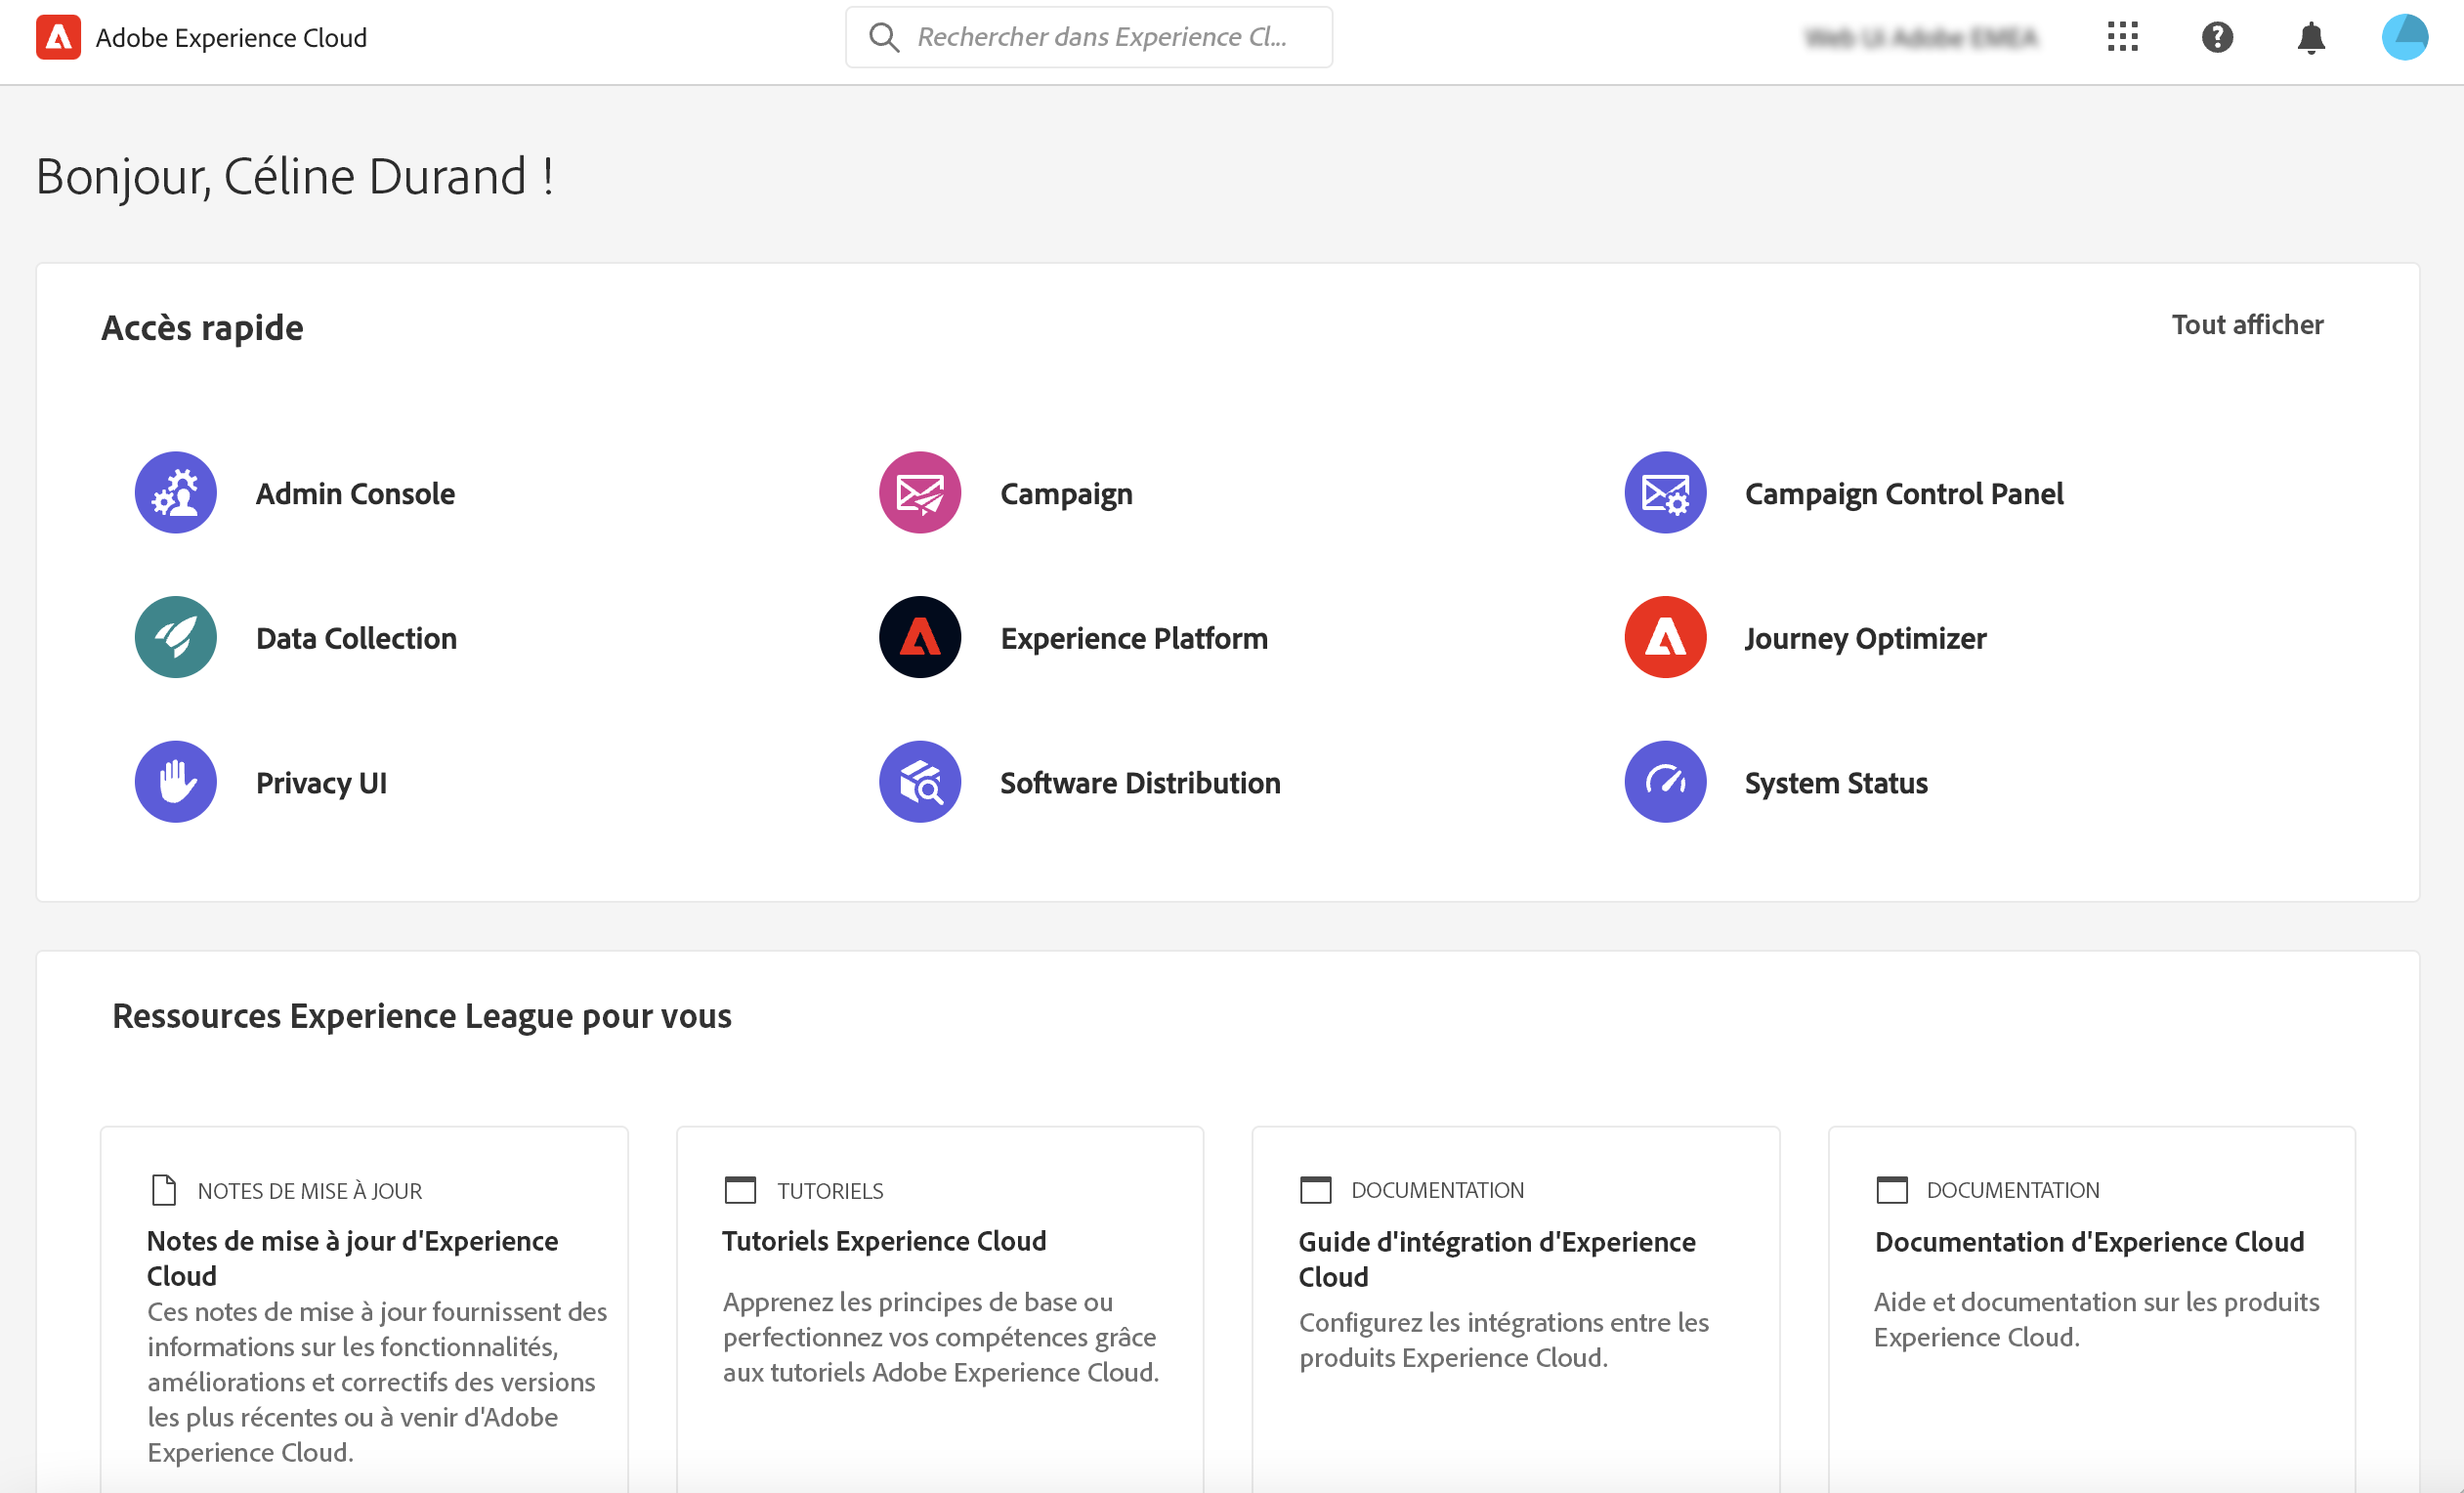 Adobe Experience Cloud
Rechercher dans Experience Cl...
Bonjour, Céline Durand !
Accès rapide
Tout afficher
Admin Console
Campaign
Campaign Control Panel
Data Collection
Experience Platform
Journey Optimizer
Privacy UI
Software Distribution
System Status
Ressources Experience League pour vous
NOTES DE MISE À JOUR
Notes de mise à jour d'Experience
Cloud
Ces notes de mise à jour fournissent des
informations sur les fonctionnalités,
améliorations et correctifs des versions
les plus récentes ou à venir d'Adobe
Experience Cloud.
TUTORIELS
Tutoriels Experience Cloud
Apprenez les principes de base ou
perfectionnez vos compétences grâce
aux tutoriels Adobe Experience Cloud.
DOCUMENTATION
Guide d'intégration d'Experience
Cloud
Configurez les intégrations entre les
produits Experience Cloud.
DOCUMENTATION
Documentation d'Experience Cloud
Aide et documentation sur les produits
Experience Cloud.